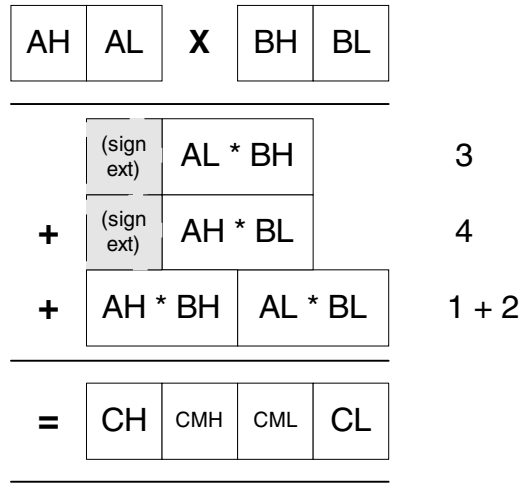 AH AL X BH BL
(sign ext) AL * BH 3
+ (sign ext) AH * BL 4
+ AH * BH AL * BL 1 + 2
= CH CMH CML CL